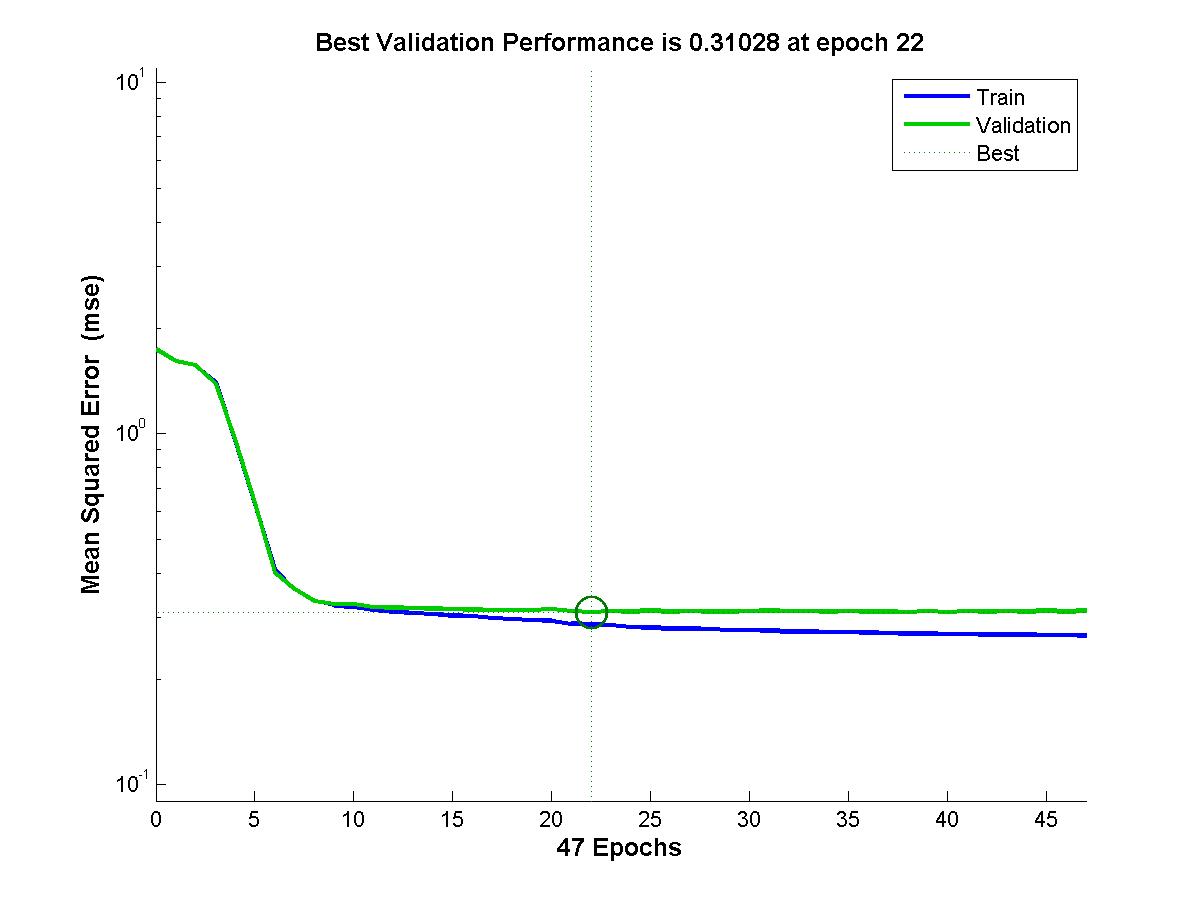 Best Validation Performance is 0.31028 at epoch 22
Train
Validation
Best
Mean Squared Error (mse)
10^1
10^0
10^-1
0 5 10 15 20 25 30 35 40 45
47 Epochs